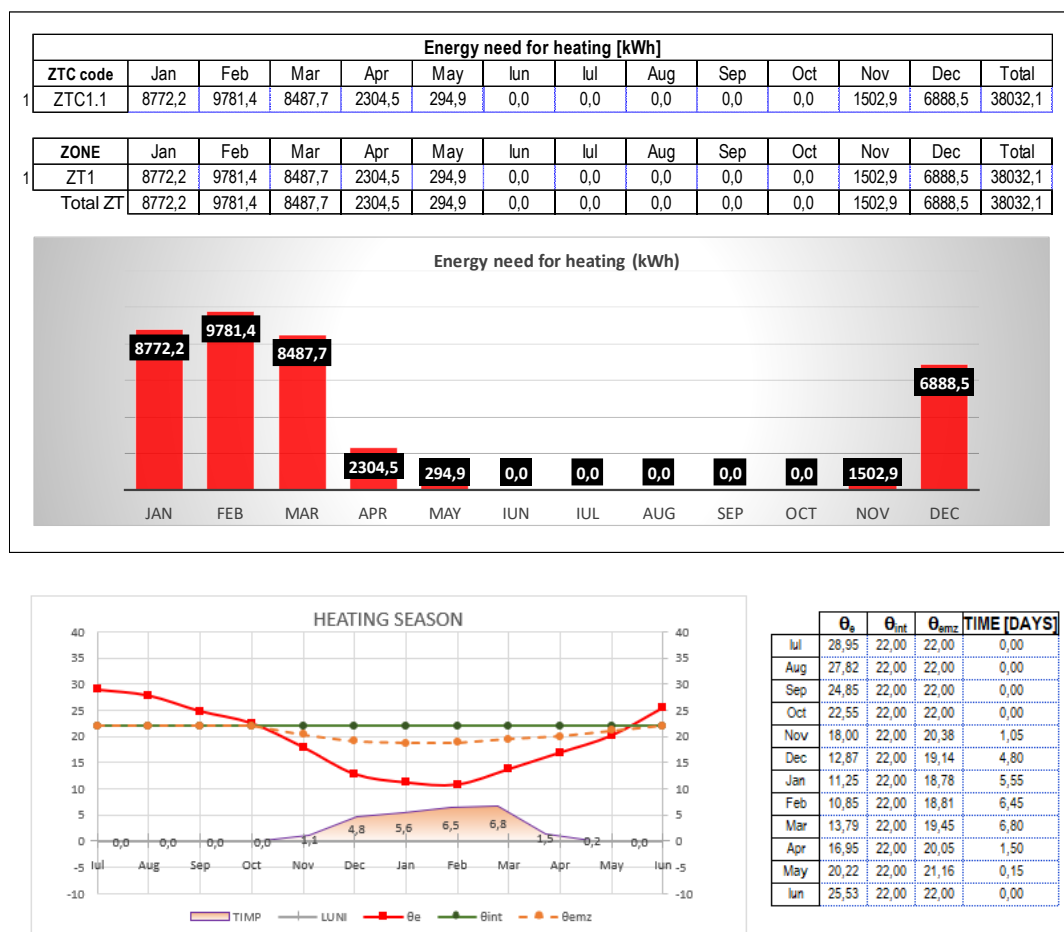 Energy need for heating [kWh]
ZTC code Jan Feb Mar Apr May Iun Iul Aug Sep Oct Nov Dec Total
1 ZTC1.1 8772,2 9781,4 8487,7 2304,5 294,9 0,0 0,0 0,0 0,0 0,0 1502,9 6888,5 38032,1
ZONE Jan Feb Mar Apr May Iun Iul Aug Sep Oct Nov Dec Total
1 ZT1 8772,2 9781,4 8487,7 2304,5 294,9 0,0 0,0 0,0 0,0 0,0 1502,9 6888,5 38032,1
Total ZT 8772,2 9781,4 8487,7 2304,5 294,9 0,0 0,0 0,0 0,0 0,0 1502,9 6888,5 38032,1
Energy need for heating (kWh)
8772,2 9781,4 8487,7 2304,5 294,9 0,0 0,0 0,0 0,0 0,0 1502,9 6888,5
JAN FEB MAR APR MAY IUN IUL AUG SEP OCT NOV DEC
HEATING SEASON
40 40
35 35
30 30
25 25
20 20
15 15
10 10
5 5
0 0,0 0,0 0,0 0,0 1,1 4,8 5,6 6,5 6,8 1,5 0,2 0,0 0
Iul Aug Sep Oct Nov Dec Jan Feb Mar Apr May Iun
-5 -5
-10 -10
TIMP LUNI θe θint θemz
θe θint θemz TIME [DAYS]
Iul 28,95 22,00 22,00 0,00
Aug 27,82 22,00 22,00 0,00
Sep 24,85 22,00 22,00 0,00
Oct 22,55 22,00 22,00 0,00
Nov 18,00 22,00 20,38 1,05
Dec 12,87 22,00 19,14 4,80
Jan 11,25 22,00 18,78 5,55
Feb 10,85 22,00 18,81 6,45
Mar 13,79 22,00 19,45 6,80
Apr 16,95 22,00 20,05 1,50
May 20,22 22,00 21,16 0,15
Iun 25,53 22,00 22,00 0,00